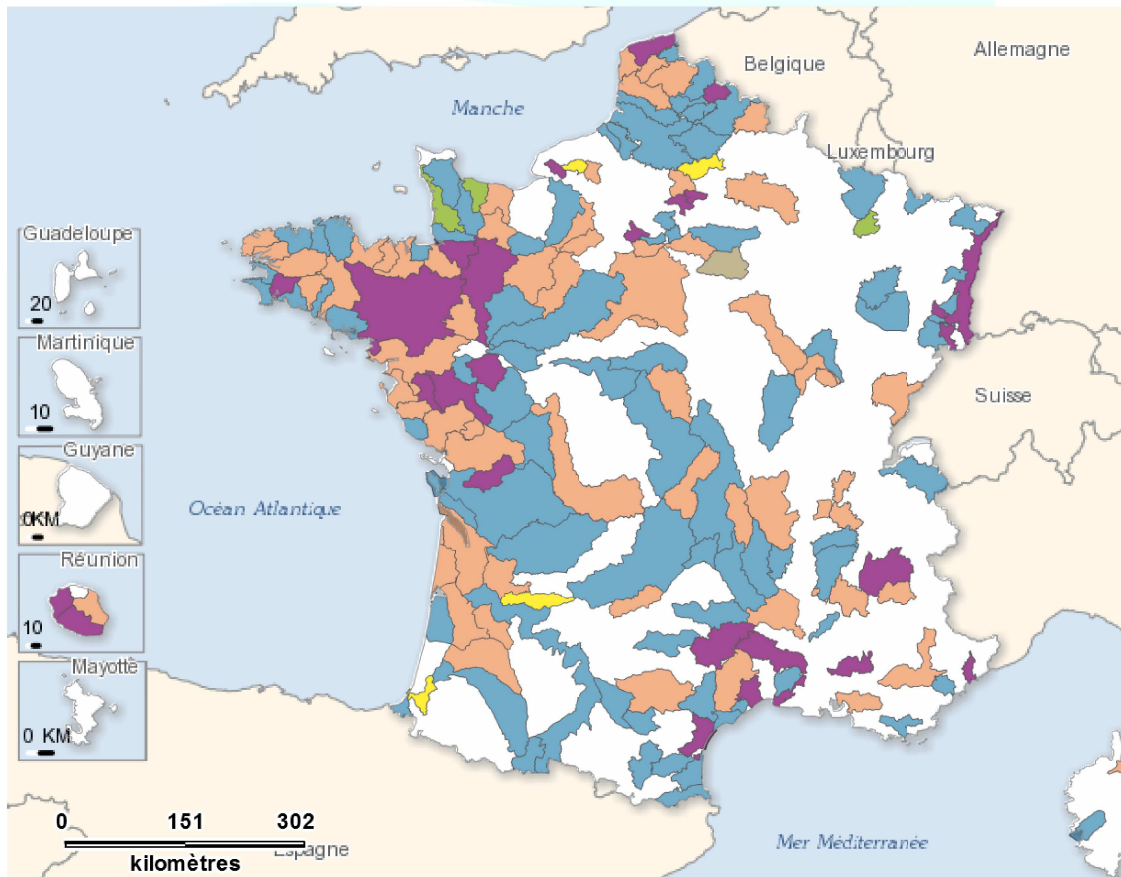 Allemagne
Belgique
Manche
Luxembourg
Guadeloupe
20
Martinique
10
Suisse
Guyane
0KM
Océan Atlantique
Réunion
10
Mayotte
0 KM
0 151 302
kilomètres
Espagne
Mer Méditerranée